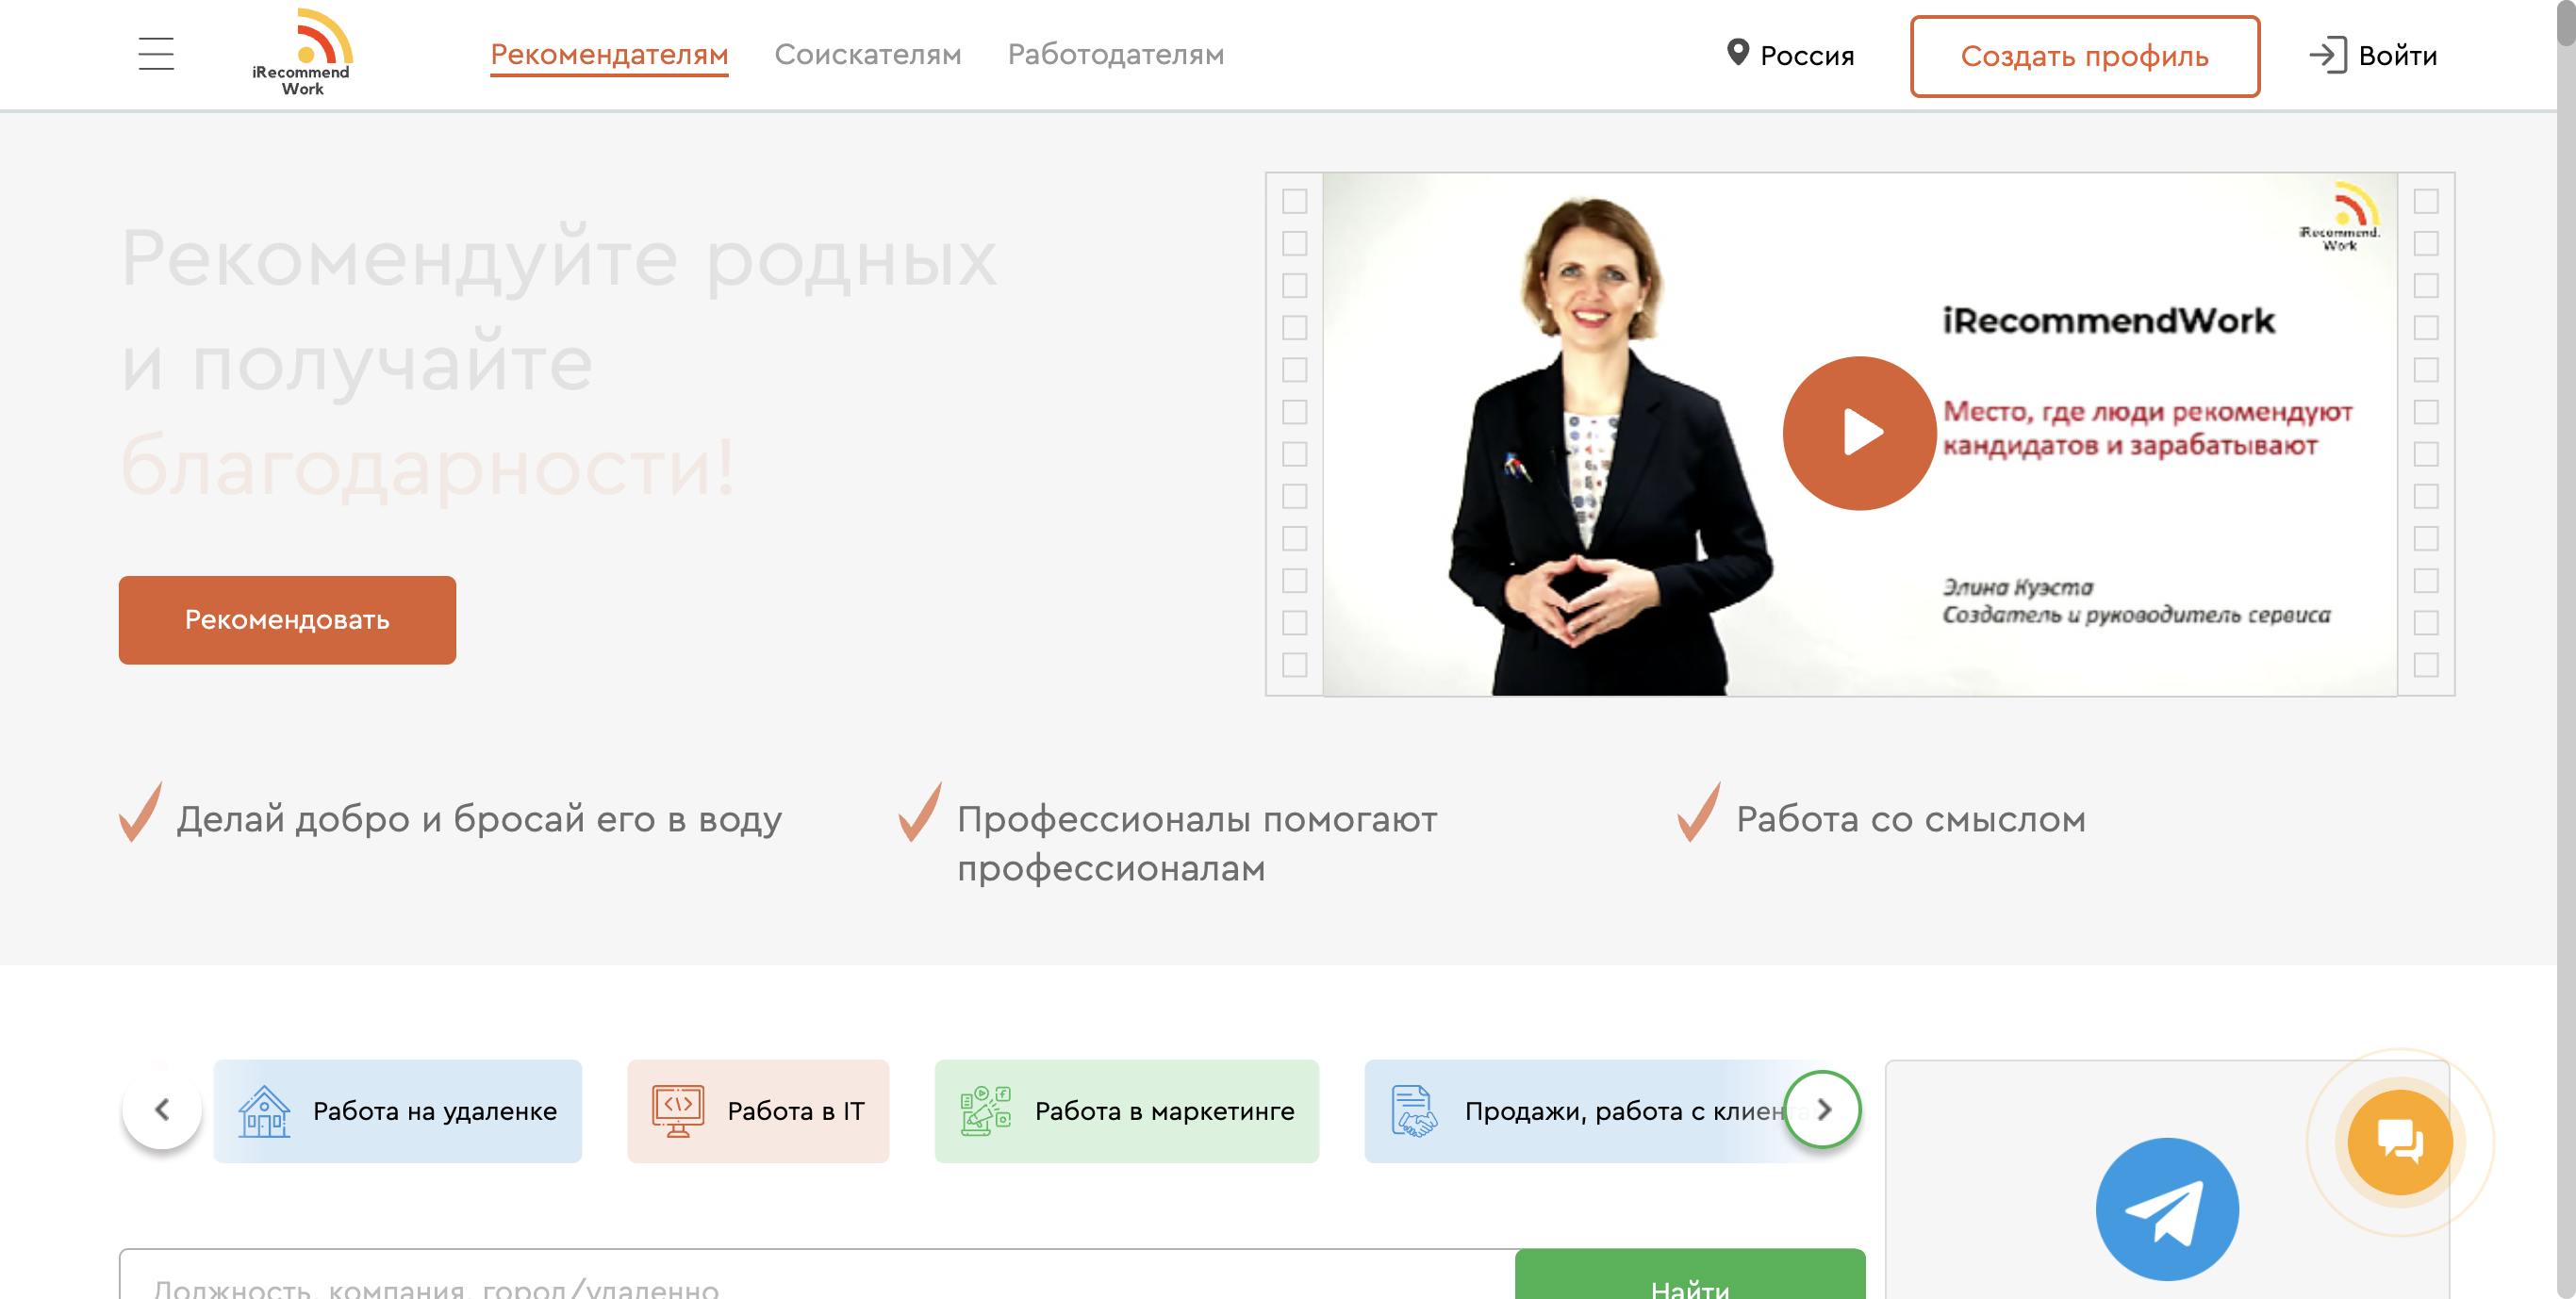 iRecommend
Work
Рекомендателям
Соискателям
Работодателям
Россия
Создать профиль
Войти
Рекомендуйте родных
и получайте
благодарности!
Рекомендовать
iRecommend.
Work
iRecommendWork
Место, где люди рекомендуют
кандидатов и зарабатывают
Элина Куэста
Создатель и руководитель сервиса
Делай добро и бросай его в воду
Профессионалы помогают
профессионалам
Работа со смыслом
Работа на удаленке
Работа в IT
Работа в маркетинге
Продажи, работа с клиента
Должность, компания, город/удаленно
Найти